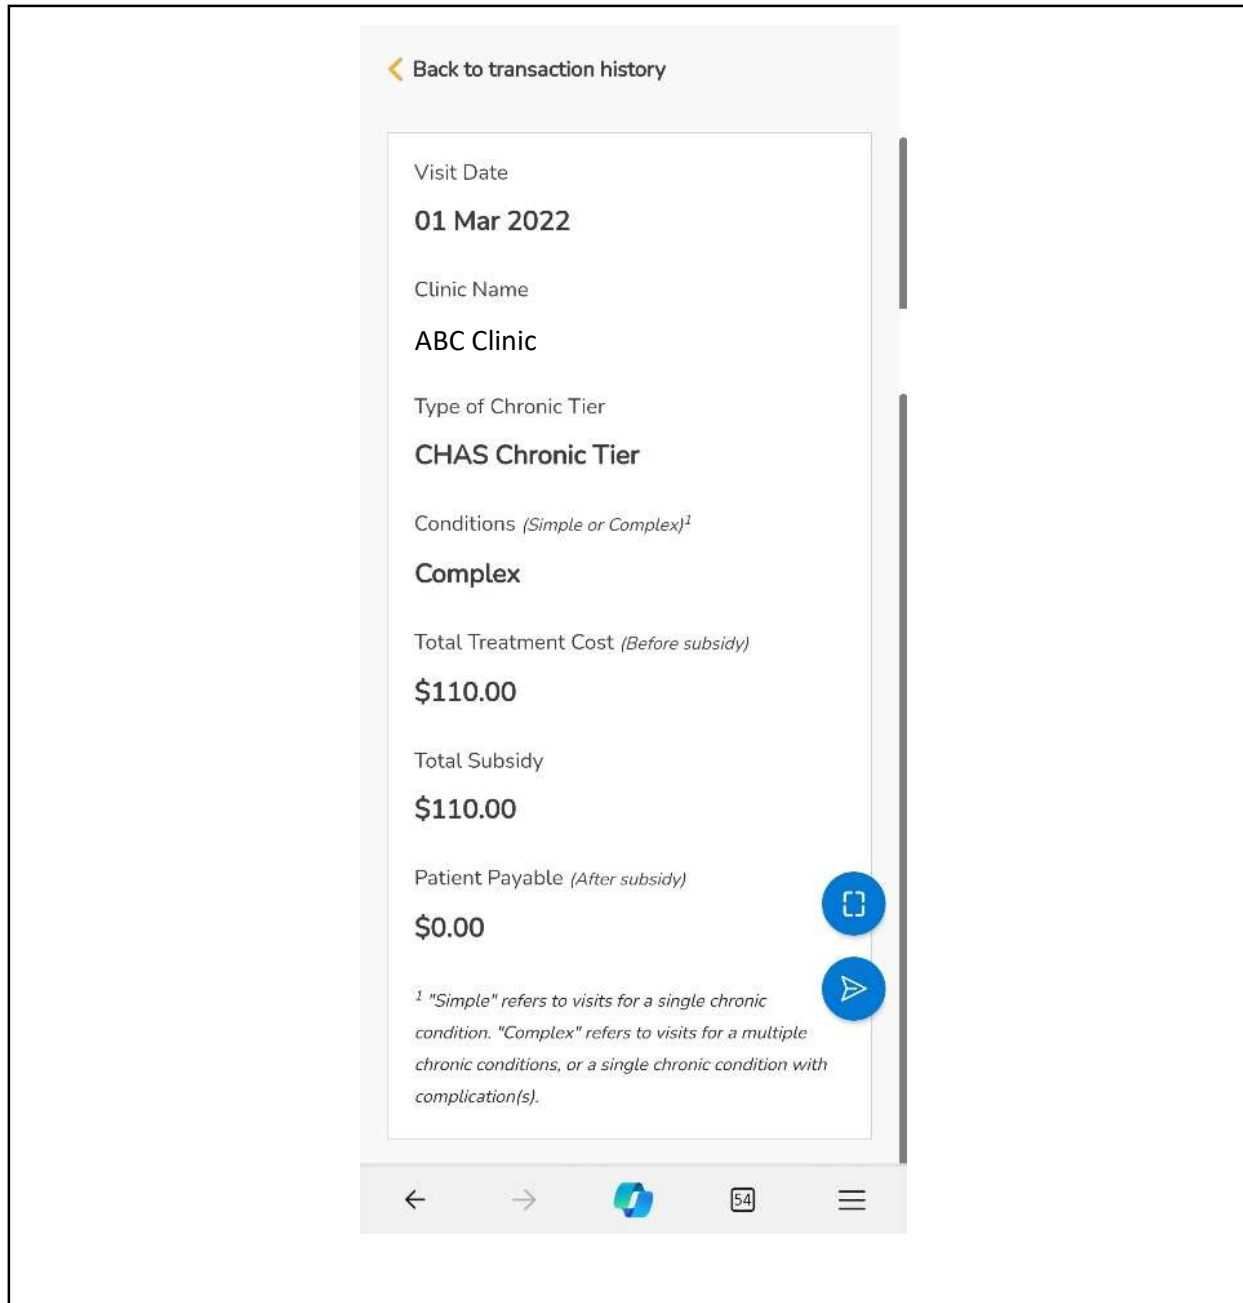 Back to transaction history
Visit Date
01 Mar 2022
Clinic Name
ABC Clinic
Type of Chronic Tier
CHAS Chronic Tier
Conditions (Simple or Complex)¹
Complex
Total Treatment Cost (Before subsidy)
$110.00
Total Subsidy
$110.00
Patient Payable (After subsidy)
$0.00
¹ "Simple" refers to visits for a single chronic
condition. "Complex" refers to visits for a multiple
chronic conditions, or a single chronic condition with
complication(s).
54